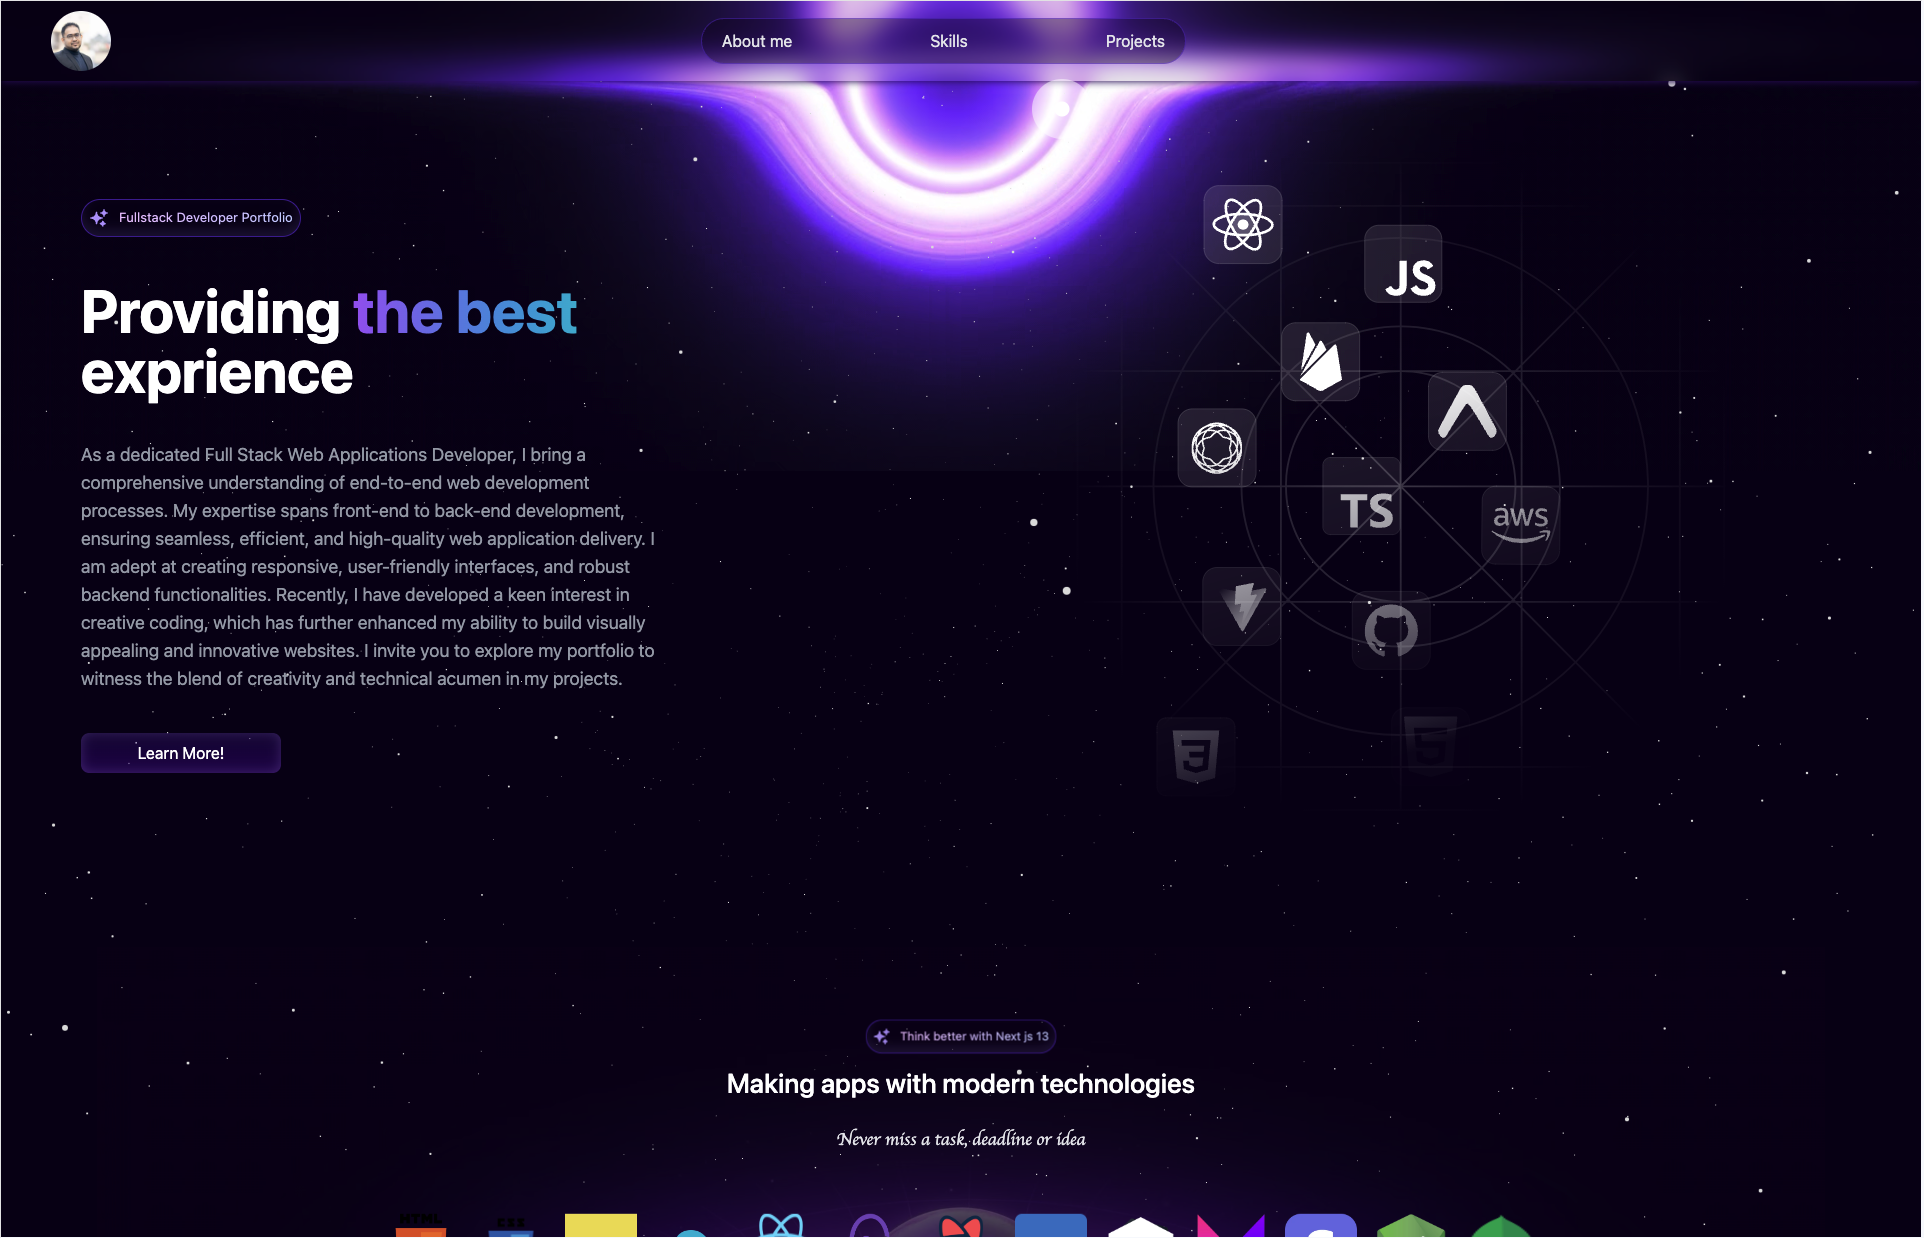 About me
Skills
Projects
Fullstack Developer Portfolio
Providing the best
exprience
As a dedicated Full Stack Web Applications Developer, I bring a
comprehensive understanding of end-to-end web development
processes. My expertise spans front-end to back-end development,
ensuring seamless, efficient, and high-quality web application delivery. I
am adept at creating responsive, user-friendly interfaces, and robust
backend functionalities. Recently, I have developed a keen interest in
creative coding, which has further enhanced my ability to build visually
appealing and innovative websites. I invite you to explore my portfolio to
witness the blend of creativity and technical acumen in my projects.
Learn More!
JS
TS
aws
3
5
Think better with Next js 13
Making apps with modern technologies
Never miss a task, deadline or idea
HTML
CSS